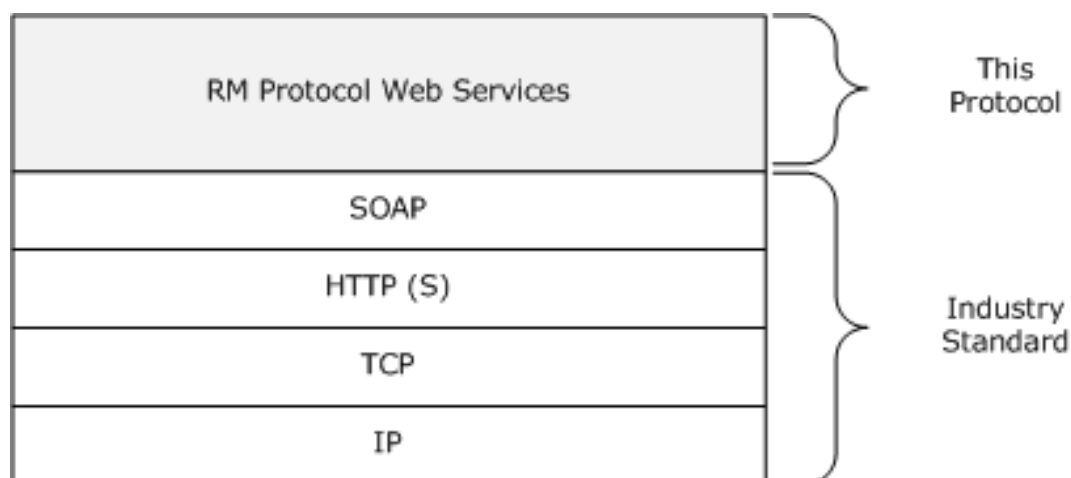 RM Protocol Web Services
This
Protocol
SOAP
HTTP (S)
TCP
IP
Industry
Standard